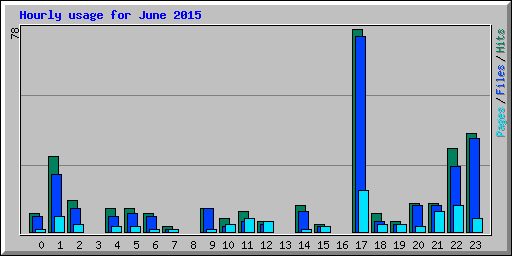 Hourly usage for June 2015
78
Pages/Files/Hits
0 1 2 3 4 5 6 7 8 9 10 11 12 13 14 15 16 17 18 19 20 21 22 23